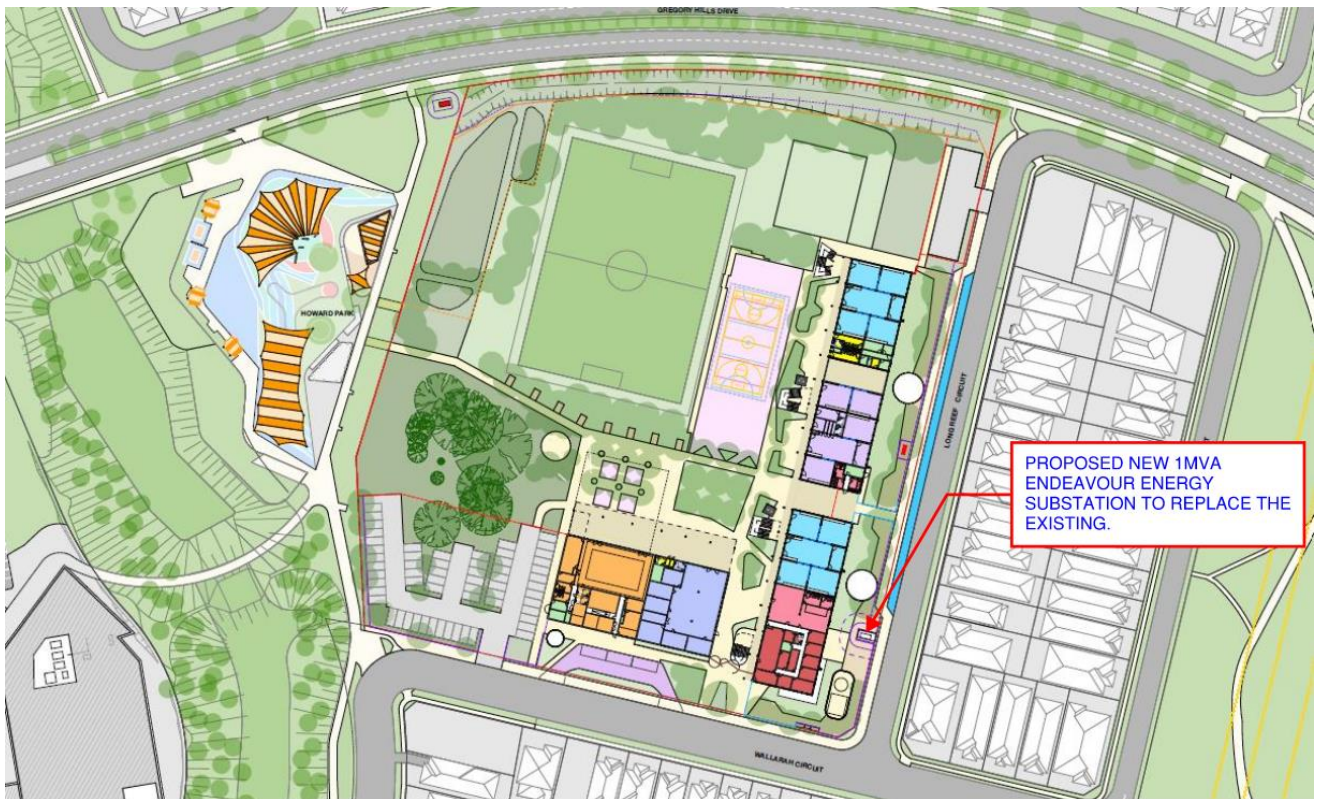 GREGORY HILLS DRIVE
HOWARD PARK
LONG REEF CIRCUIT
PROPOSED NEW 1MVA
ENDEAVOUR ENERGY
SUBSTATION TO REPLACE THE
EXISTING.
WALLARAH CIRCUIT